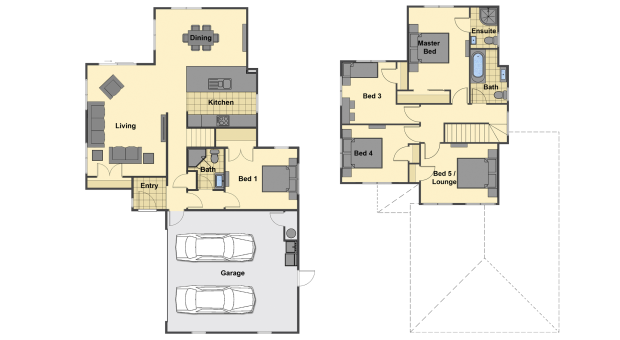 Dining
Kitchen
Living
Bath
Entry
Bed 1
Garage
Ensuite
Master
Bed
Bath
Bed 3
Bed 4
Bed 5 /
Lounge